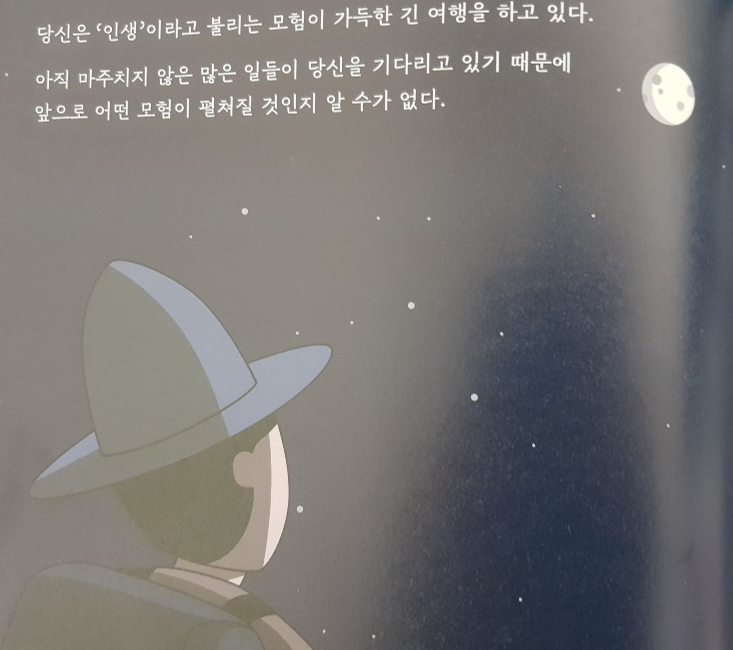 당신은 ‘인생’이라고 불리는 모험이 가득한 긴 여행을 하고 있다.
아직 마주치지 않은 많은 일들이 당신을 기다리고 있기 때문에
앞으로 어떤 모험이 펼쳐질 것인지 알 수가 없다.